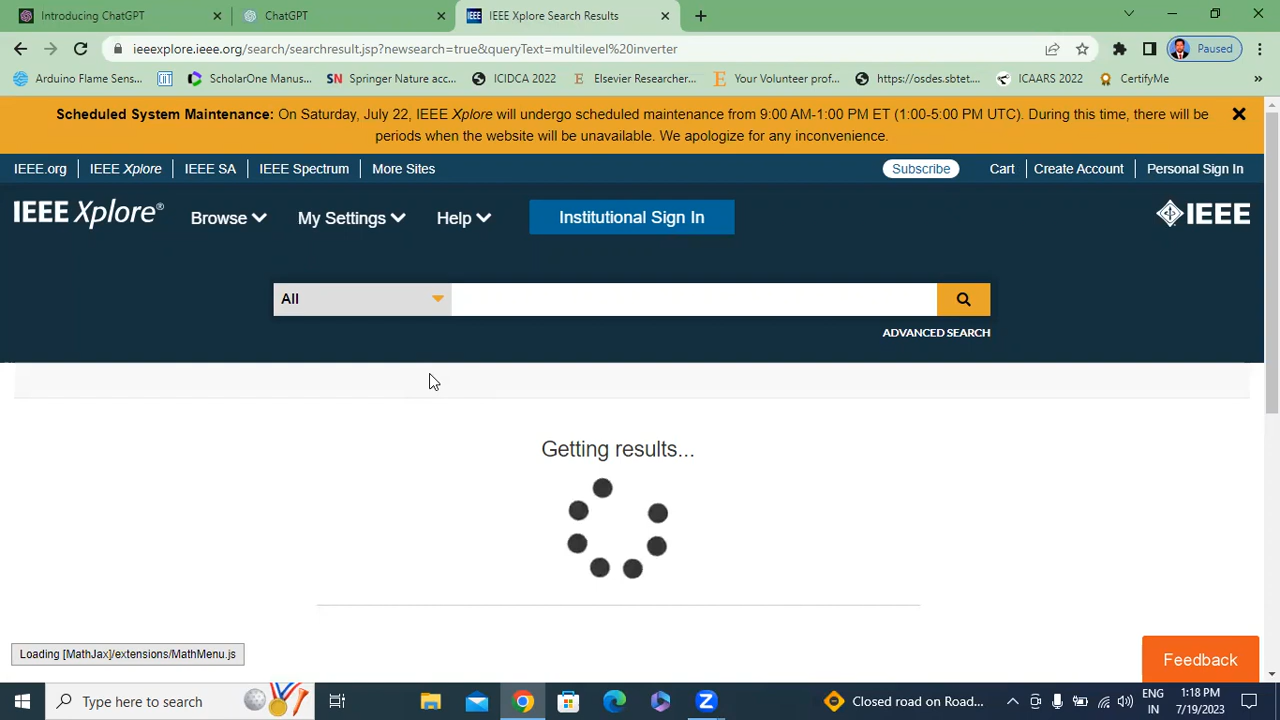 Introducing ChatGPT
ChatGPT
IEEE Xplore Search Results
ieeexplore.ieee.org/search/searchresult.jsp?newsearch=true&queryText=multilevel%20inverter
Paused
Arduino Flame Sens...
ScholarOne Manus...
SN Springer Nature acc...
ICIDCA 2022
E Elsevier Researcher...
E Your Volunteer prof...
https://osdes.sbtet....
ICAARS 2022
CertifyMe
Scheduled System Maintenance: On Saturday, July 22, IEEE Xplore will undergo scheduled maintenance from 9:00 AM-1:00 PM ET (1:00-5:00 PM UTC). During this time, there will be
periods when the website will be unavailable. We apologize for any inconvenience.
IEEE.org
IEEE Xplore
IEEE SA
IEEE Spectrum
More Sites
Subscribe
Cart
Create Account
Personal Sign In
IEEE Xplore®
Browse
My Settings
Help
Institutional Sign In
IEEE
All
ADVANCED SEARCH
Getting results...
Loading [MathJax]/extensions/MathMenu.js
Feedback
Type here to search
Closed road on Road...
ENG
IN
1:18 PM
7/19/2023